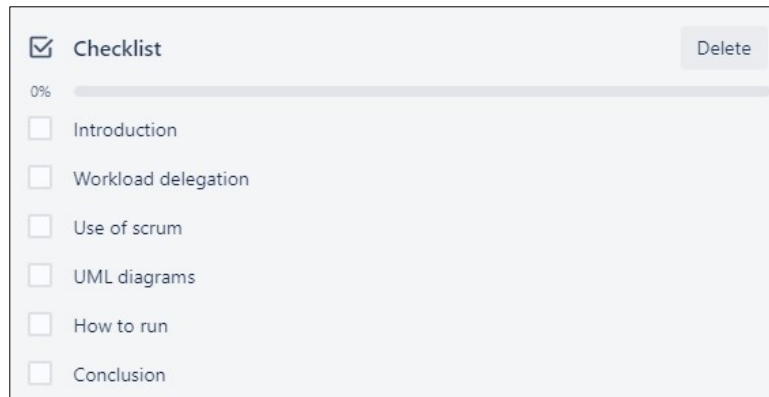 Checklist
Delete
0%
Introduction
Workload delegation
Use of scrum
UML diagrams
How to run
Conclusion